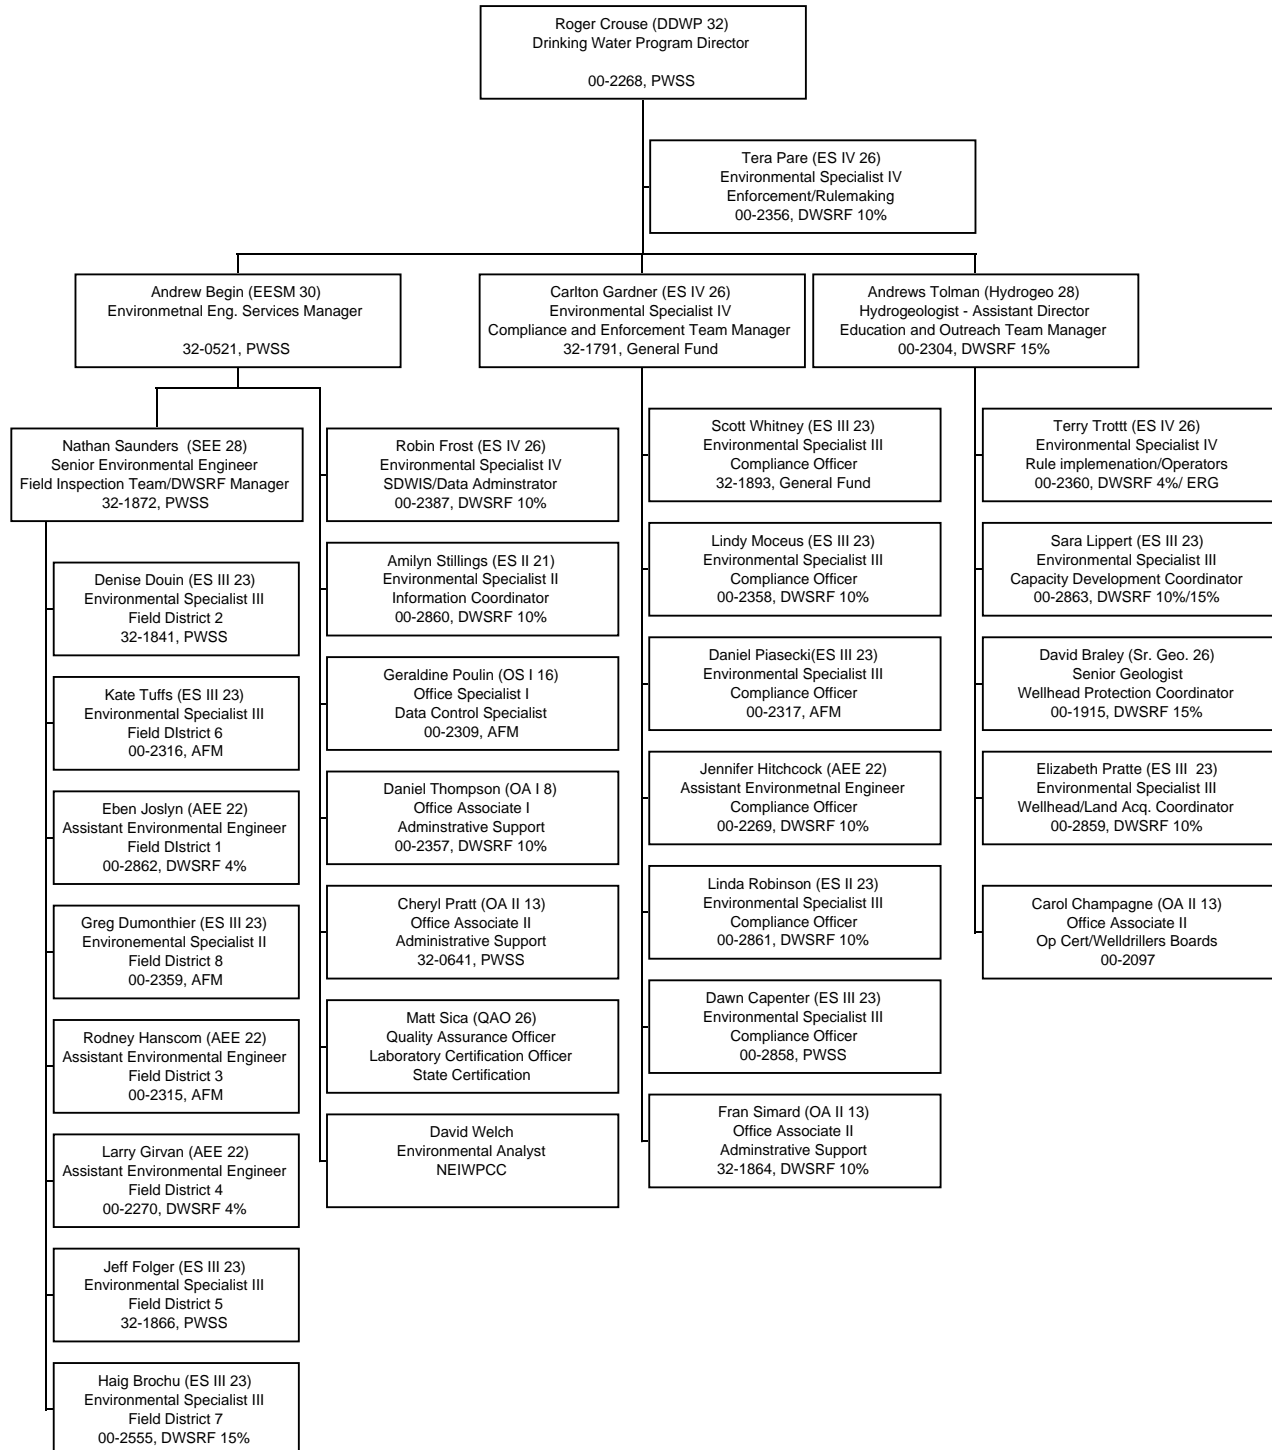 Roger Crouse (DDWP 32)
Drinking Water Program Director
00-2268, PWSS
Tera Pare (ES IV 26)
Environmental Specialist IV
Enforcement/Rulemaking
00-2356, DWSRF 10%
Andrew Begin (EESM 30)
Environmetnal Eng. Services Manager
32-0521, PWSS
Carlton Gardner (ES IV 26)
Environmental Specialist IV
Compliance and Enforcement Team Manager
32-1791, General Fund
Andrews Tolman (Hydrogeo 28)
Hydrogeologist - Assistant Director
Education and Outreach Team Manager
00-2304, DWSRF 15%
Nathan Saunders (SEE 28)
Senior Environmental Engineer
Field Inspection Team/DWSRF Manager
32-1872, PWSS
Denise Douin (ES III 23)
Environmental Specialist III
Field District 2
32-1841, PWSS
Kate Tuffs (ES III 23)
Environmental Specialist III
Field DIstrict 6
00-2316, AFM
Eben Joslyn (AEE 22)
Assistant Environmental Engineer
Field DIstrict 1
00-2862, DWSRF 4%
Greg Dumonthier (ES III 23)
Environemental Specialist II
Field District 8
00-2359, AFM
Rodney Hanscom (AEE 22)
Assistant Environmental Engineer
Field District 3
00-2315, AFM
Larry Girvan (AEE 22)
Assistant Environmental Engineer
Field District 4
00-2270, DWSRF 4%
Jeff Folger (ES III 23)
Environmental Specialist III
Field District 5
32-1866, PWSS
Haig Brochu (ES III 23)
Environmental Specialist III
Field District 7
00-2555, DWSRF 15%
Robin Frost (ES IV 26)
Environmental Specialist IV
SDWIS/Data Adminstrator
00-2387, DWSRF 10%
Amilyn Stillings (ES II 21)
Environmental Specialist II
Information Coordinator
00-2860, DWSRF 10%
Geraldine Poulin (OS I 16)
Office Specialist I
Data Control Specialist
00-2309, AFM
Daniel Thompson (OA I 8)
Office Associate I
Adminstrative Support
00-2357, DWSRF 10%
Cheryl Pratt (OA II 13)
Office Associate II
Administrative Support
32-0641, PWSS
Matt Sica (QAO 26)
Quality Assurance Officer
Laboratory Certification Officer
State Certification
David Welch
Environmental Analyst
NEIWPCC
Scott Whitney (ES III 23)
Environmental Specialist III
Compliance Officer
32-1893, General Fund
Lindy Moceus (ES III 23)
Environmental Specialist III
Compliance Officer
00-2358, DWSRF 10%
Daniel Piasecki(ES III 23)
Environmental Specialist III
Compliance Officer
00-2317, AFM
Jennifer Hitchcock (AEE 22)
Assistant Environmetnal Engineer
Compliance Officer
00-2269, DWSRF 10%
Linda Robinson (ES II 23)
Environmental Specialist III
Compliance Officer
00-2861, DWSRF 10%
Dawn Capenter (ES III 23)
Environmental Specialist III
Compliance Officer
00-2858, PWSS
Fran Simard (OA II 13)
Office Associate II
Adminstrative Support
32-1864, DWSRF 10%
Terry Trottt (ES IV 26)
Environmental Specialist IV
Rule implemenation/Operators
00-2360, DWSRF 4%/ ERG
Sara Lippert (ES III 23)
Environmental Specialist III
Capacity Development Coordinator
00-2863, DWSRF 10%/15%
David Braley (Sr. Geo. 26)
Senior Geologist
Wellhead Protection Coordinator
00-1915, DWSRF 15%
Elizabeth Pratte (ES III 23)
Environmental Specialist III
Wellhead/Land Acq. Coordinator
00-2859, DWSRF 10%
Carol Champagne (OA II 13)
Office Associate II
Op Cert/Welldrillers Boards
00-2097